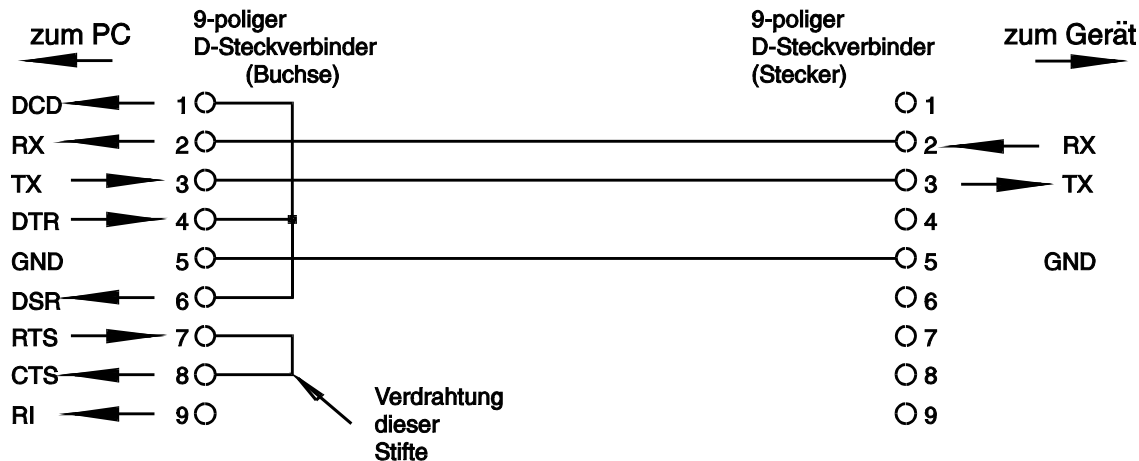 zum PC
9-poliger
D-Steckverbinder
(Buchse)
9-poliger
D-Steckverbinder
(Stecker)
zum Gerät
DCD 1 1
RX 2 2 RX
TX 3 3 TX
DTR 4 4
GND 5 5 GND
DSR 6 6
RTS 7 7
CTS 8 8
RI 9 9
Verdrahtung
dieser
Stifte